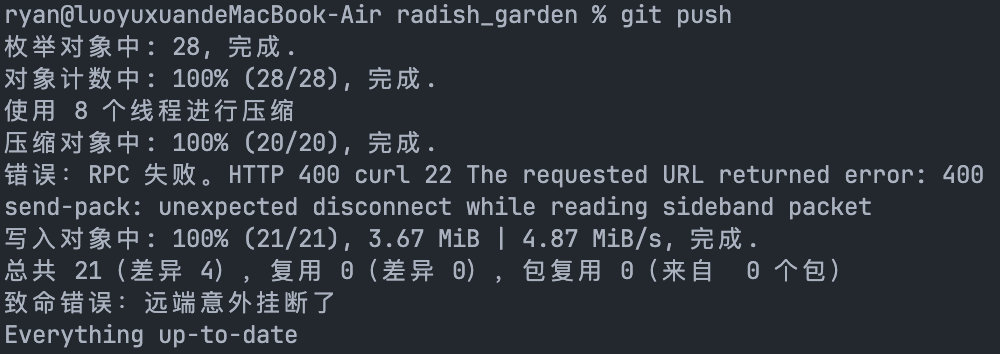 ryan@luoyuxuandeMacBook-Air radish_garden % git push
枚举对象中: 28, 完成.
对象计数中: 100% (28/28), 完成.
使用 8 个线程进行压缩
压缩对象中: 100% (20/20), 完成.
错误：RPC 失败。HTTP 400 curl 22 The requested URL returned error: 400
send-pack: unexpected disconnect while reading sideband packet
写入对象中: 100% (21/21), 3.67 MiB | 4.87 MiB/s, 完成.
总共 21（差异 4），复用 0（差异 0），包复用 0（来自  0 个包）
致命错误：远端意外挂断了
Everything up-to-date